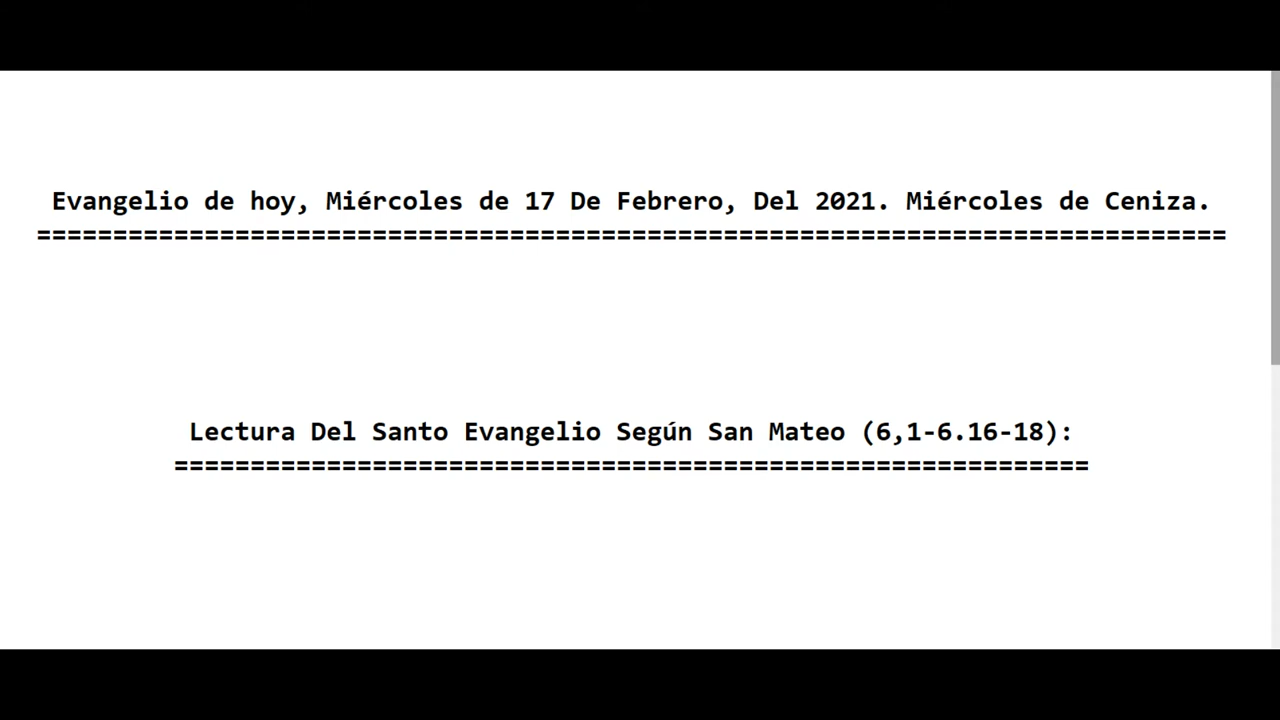 Evangelio de hoy, Miércoles de 17 De Febrero, Del 2021. Miércoles de Ceniza.
==============================================================================
Lectura Del Santo Evangelio Según San Mateo (6,1-6.16-18):
============================================================